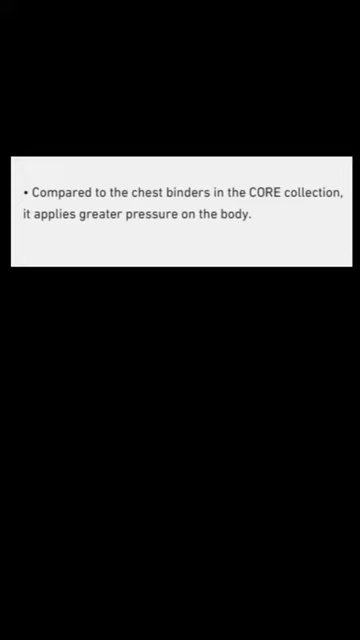 • Compared to the chest binders in the CORE collection,
it applies greater pressure on the body.